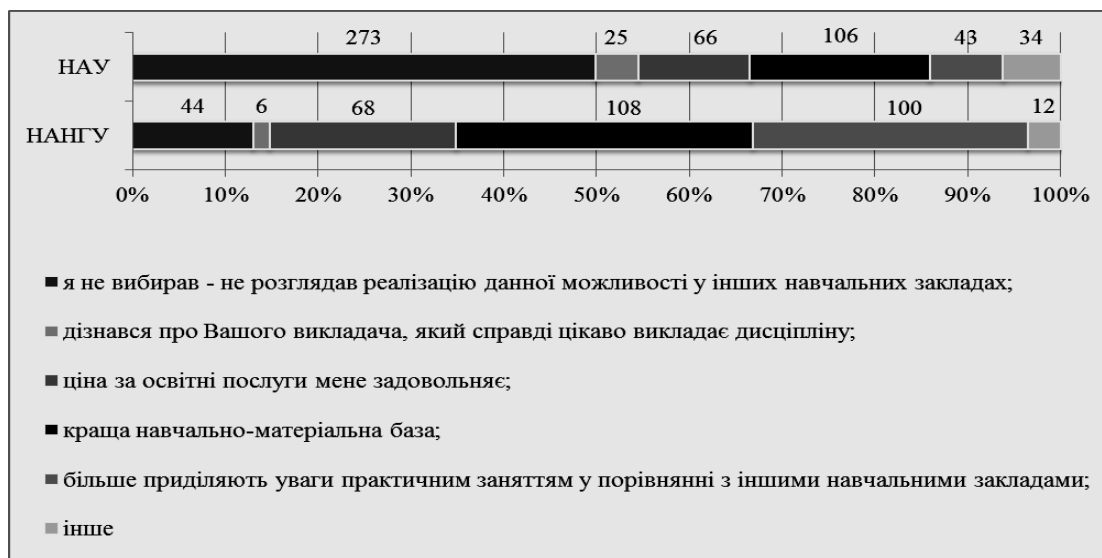 273 25 66 106 43 34
НАУ
44 6 68 108 100 12
НАНГУ
0% 10% 20% 30% 40% 50% 60% 70% 80% 90% 100%
я не вибирав - не розглядав реалізацію данної можливості у інших навчальних закладах;
дізнався про Вашого викладача, який справді цікаво викладає дисціпліну;
ціна за освітні послуги мене задовольняє;
краща навчально-матеріальна база;
більше приділяють уваги практичним заняттям у порівнянні з іншими навчальними закладами;
інше